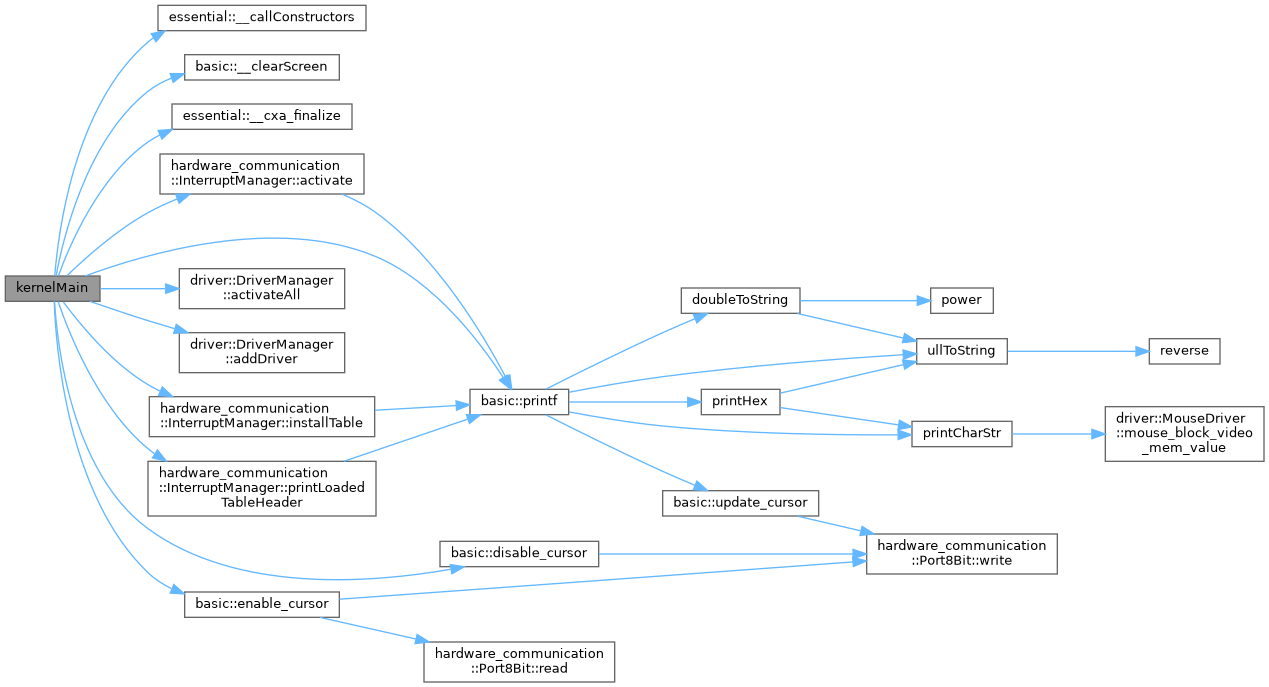 essential::__callConstructors
basic::__clearScreen
essential::__cxa_finalize
hardware_communication
::InterruptManager::activate
kernelMain
driver::DriverManager
::activateAll
driver::DriverManager
::addDriver
hardware_communication
::InterruptManager::installTable
hardware_communication
::InterruptManager::printLoaded
TableHeader
basic::disable_cursor
basic::enable_cursor
hardware_communication
::Port8Bit::read
basic::printf
doubleToString
power
ullToString
reverse
printHex
printCharStr
driver::MouseDriver
::mouse_block_video
_mem_value
basic::update_cursor
hardware_communication
::Port8Bit::write